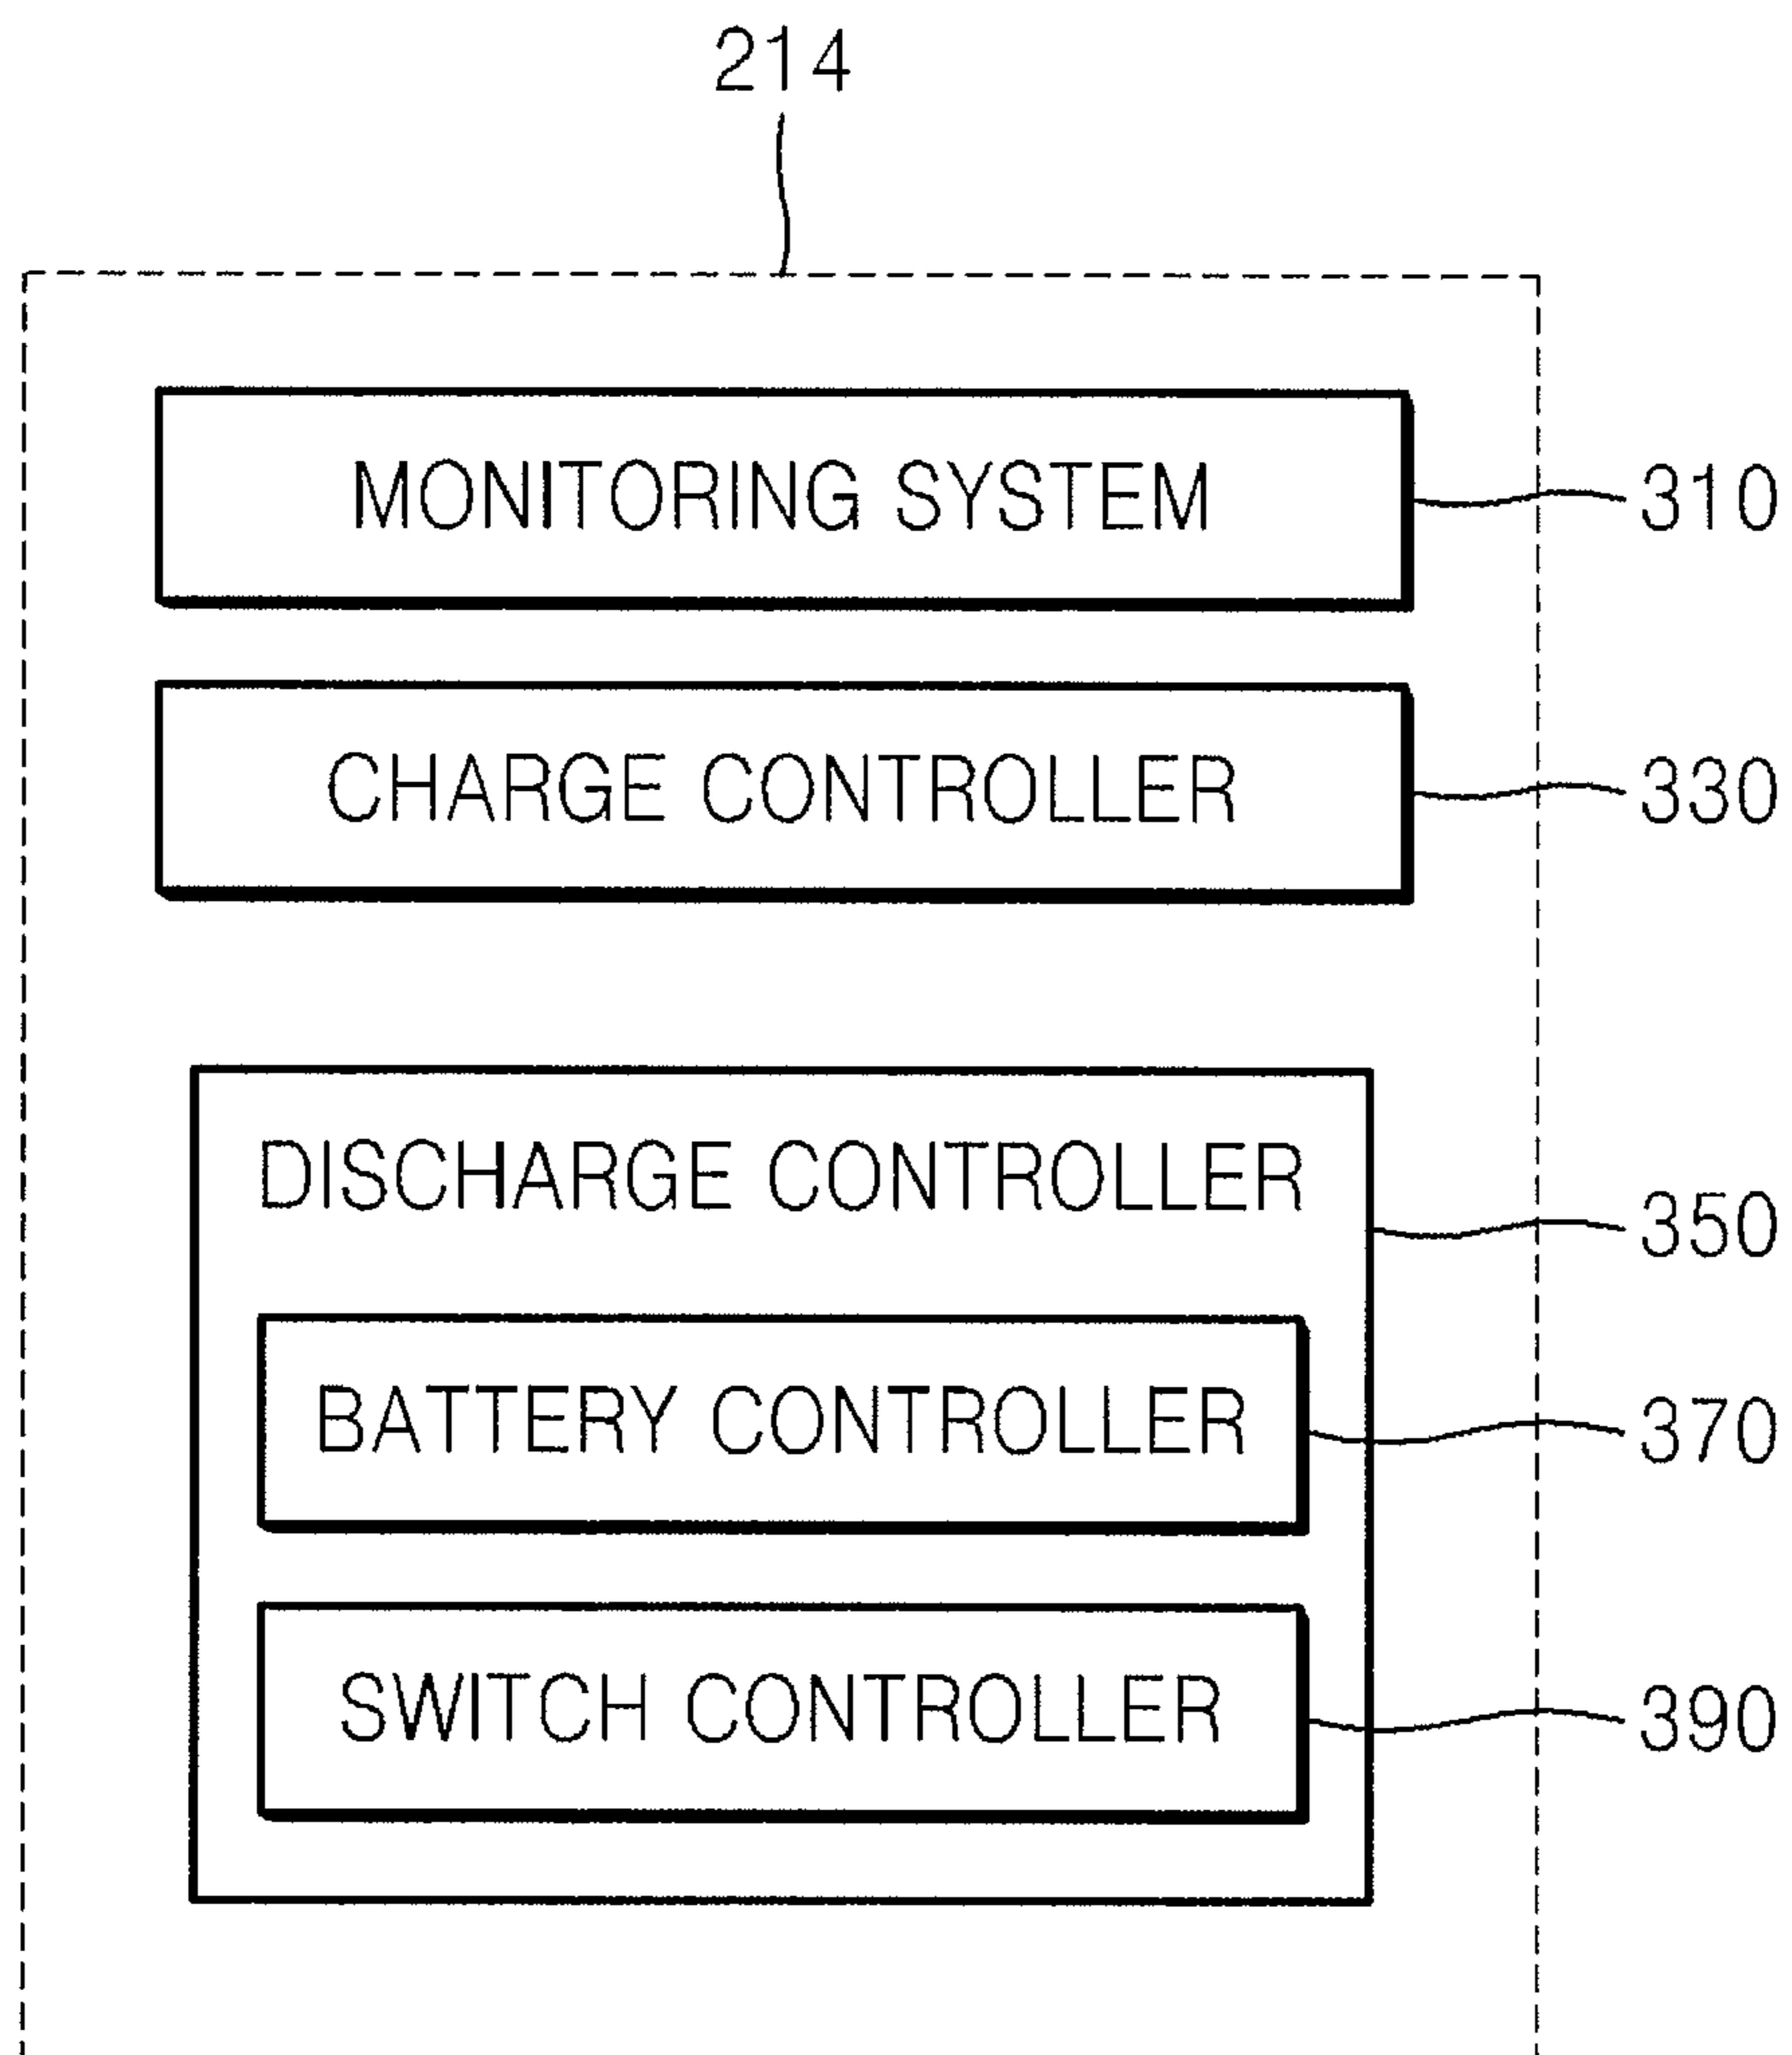 214
MONITORING SYSTEM
310
CHARGE CONTROLLER
330
DISCHARGE CONTROLLER
350
BATTERY CONTROLLER
370
SWITCH CONTROLLER
390